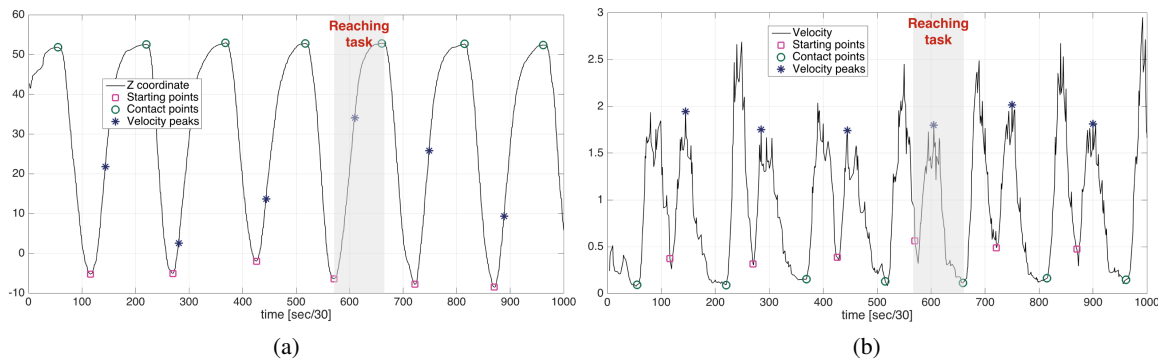 60
50
40
30
20
10
0
-10
0 100 200 300 400 500 600 700 800 900 1000
time [sec/30]
Reaching
task
Z coordinate
Starting points
Contact points
Velocity peaks
(a)
3
2.5
2
1.5
1
0.5
0
0 100 200 300 400 500 600 700 800 900 1000
time [sec/30]
Reaching
task
Velocity
Starting points
Contact points
Velocity peaks
(b)